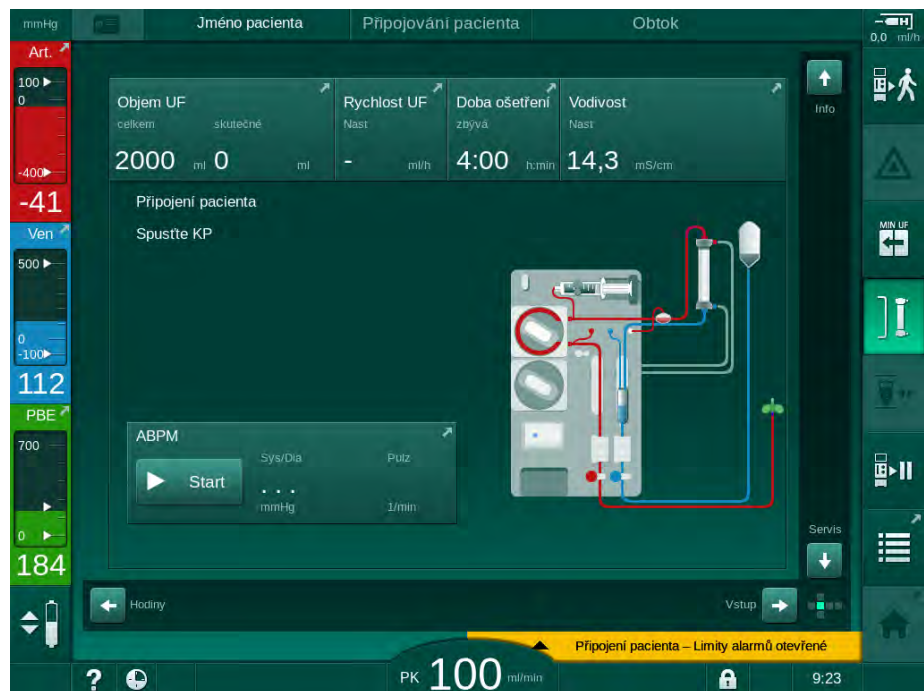 mmHg
Jméno pacienta
Připojování pacienta
Obtok
0,0 ml/h
Art.
100
0
-400
-41
Ven
500
0
-100
112
PBE
700
0
184
Objem UF
celkem
skutečné
2000 ml 0 ml
Rychlost UF
Nast
- ml/h
Doba ošetření
zbývá
4:00 h:min
Vodivost
Nast
14,3 mS/cm
Info
Připojení pacienta
Spusťte KP
MIN UF
ABPM
Start
Sys/Dia
Pulz
. . .
mmHg
1/min
Servis
Hodiny
Vstup
Připojení pacienta – Limity alarmů otevřené
?
PK 100 ml/min
9:23